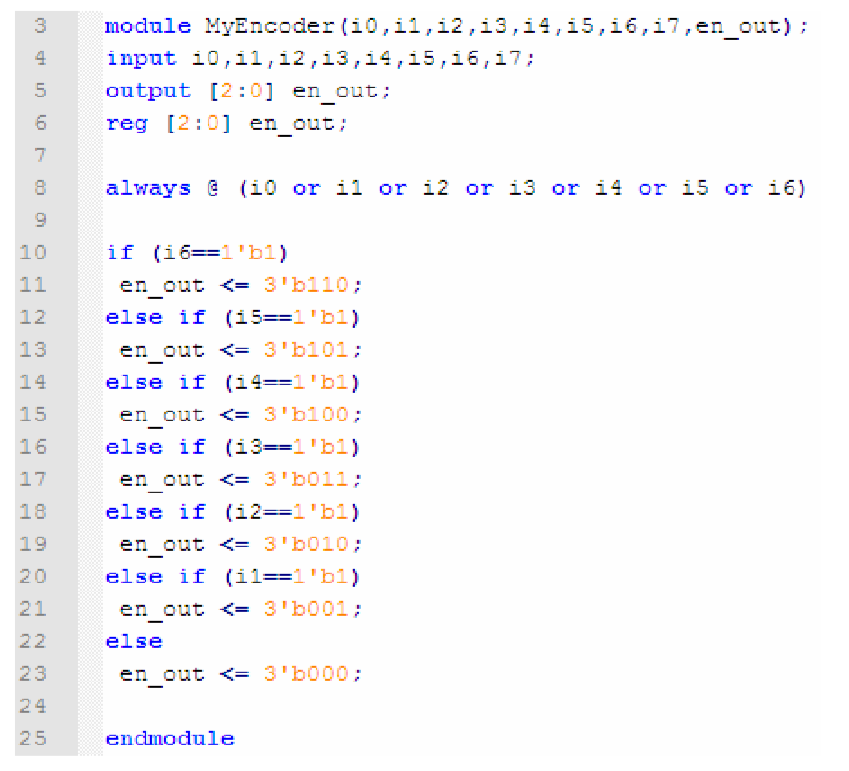 3 module MyEncoder(i0,i1,i2,i3,i4,i5,i6,i7,en_out);
4 input i0,i1,i2,i3,i4,i5,i6,i7;
5 output [2:0] en_out;
6 reg [2:0] en_out;
7
8 always @ (i0 or i1 or i2 or i3 or i4 or i5 or i6)
9
10 if (i6==1'b1)
11 en_out <= 3'b110;
12 else if (i5==1'b1)
13 en_out <= 3'b101;
14 else if (i4==1'b1)
15 en_out <= 3'b100;
16 else if (i3==1'b1)
17 en_out <= 3'b011;
18 else if (i2==1'b1)
19 en_out <= 3'b010;
20 else if (i1==1'b1)
21 en_out <= 3'b001;
22 else
23 en_out <= 3'b000;
24
25 endmodule